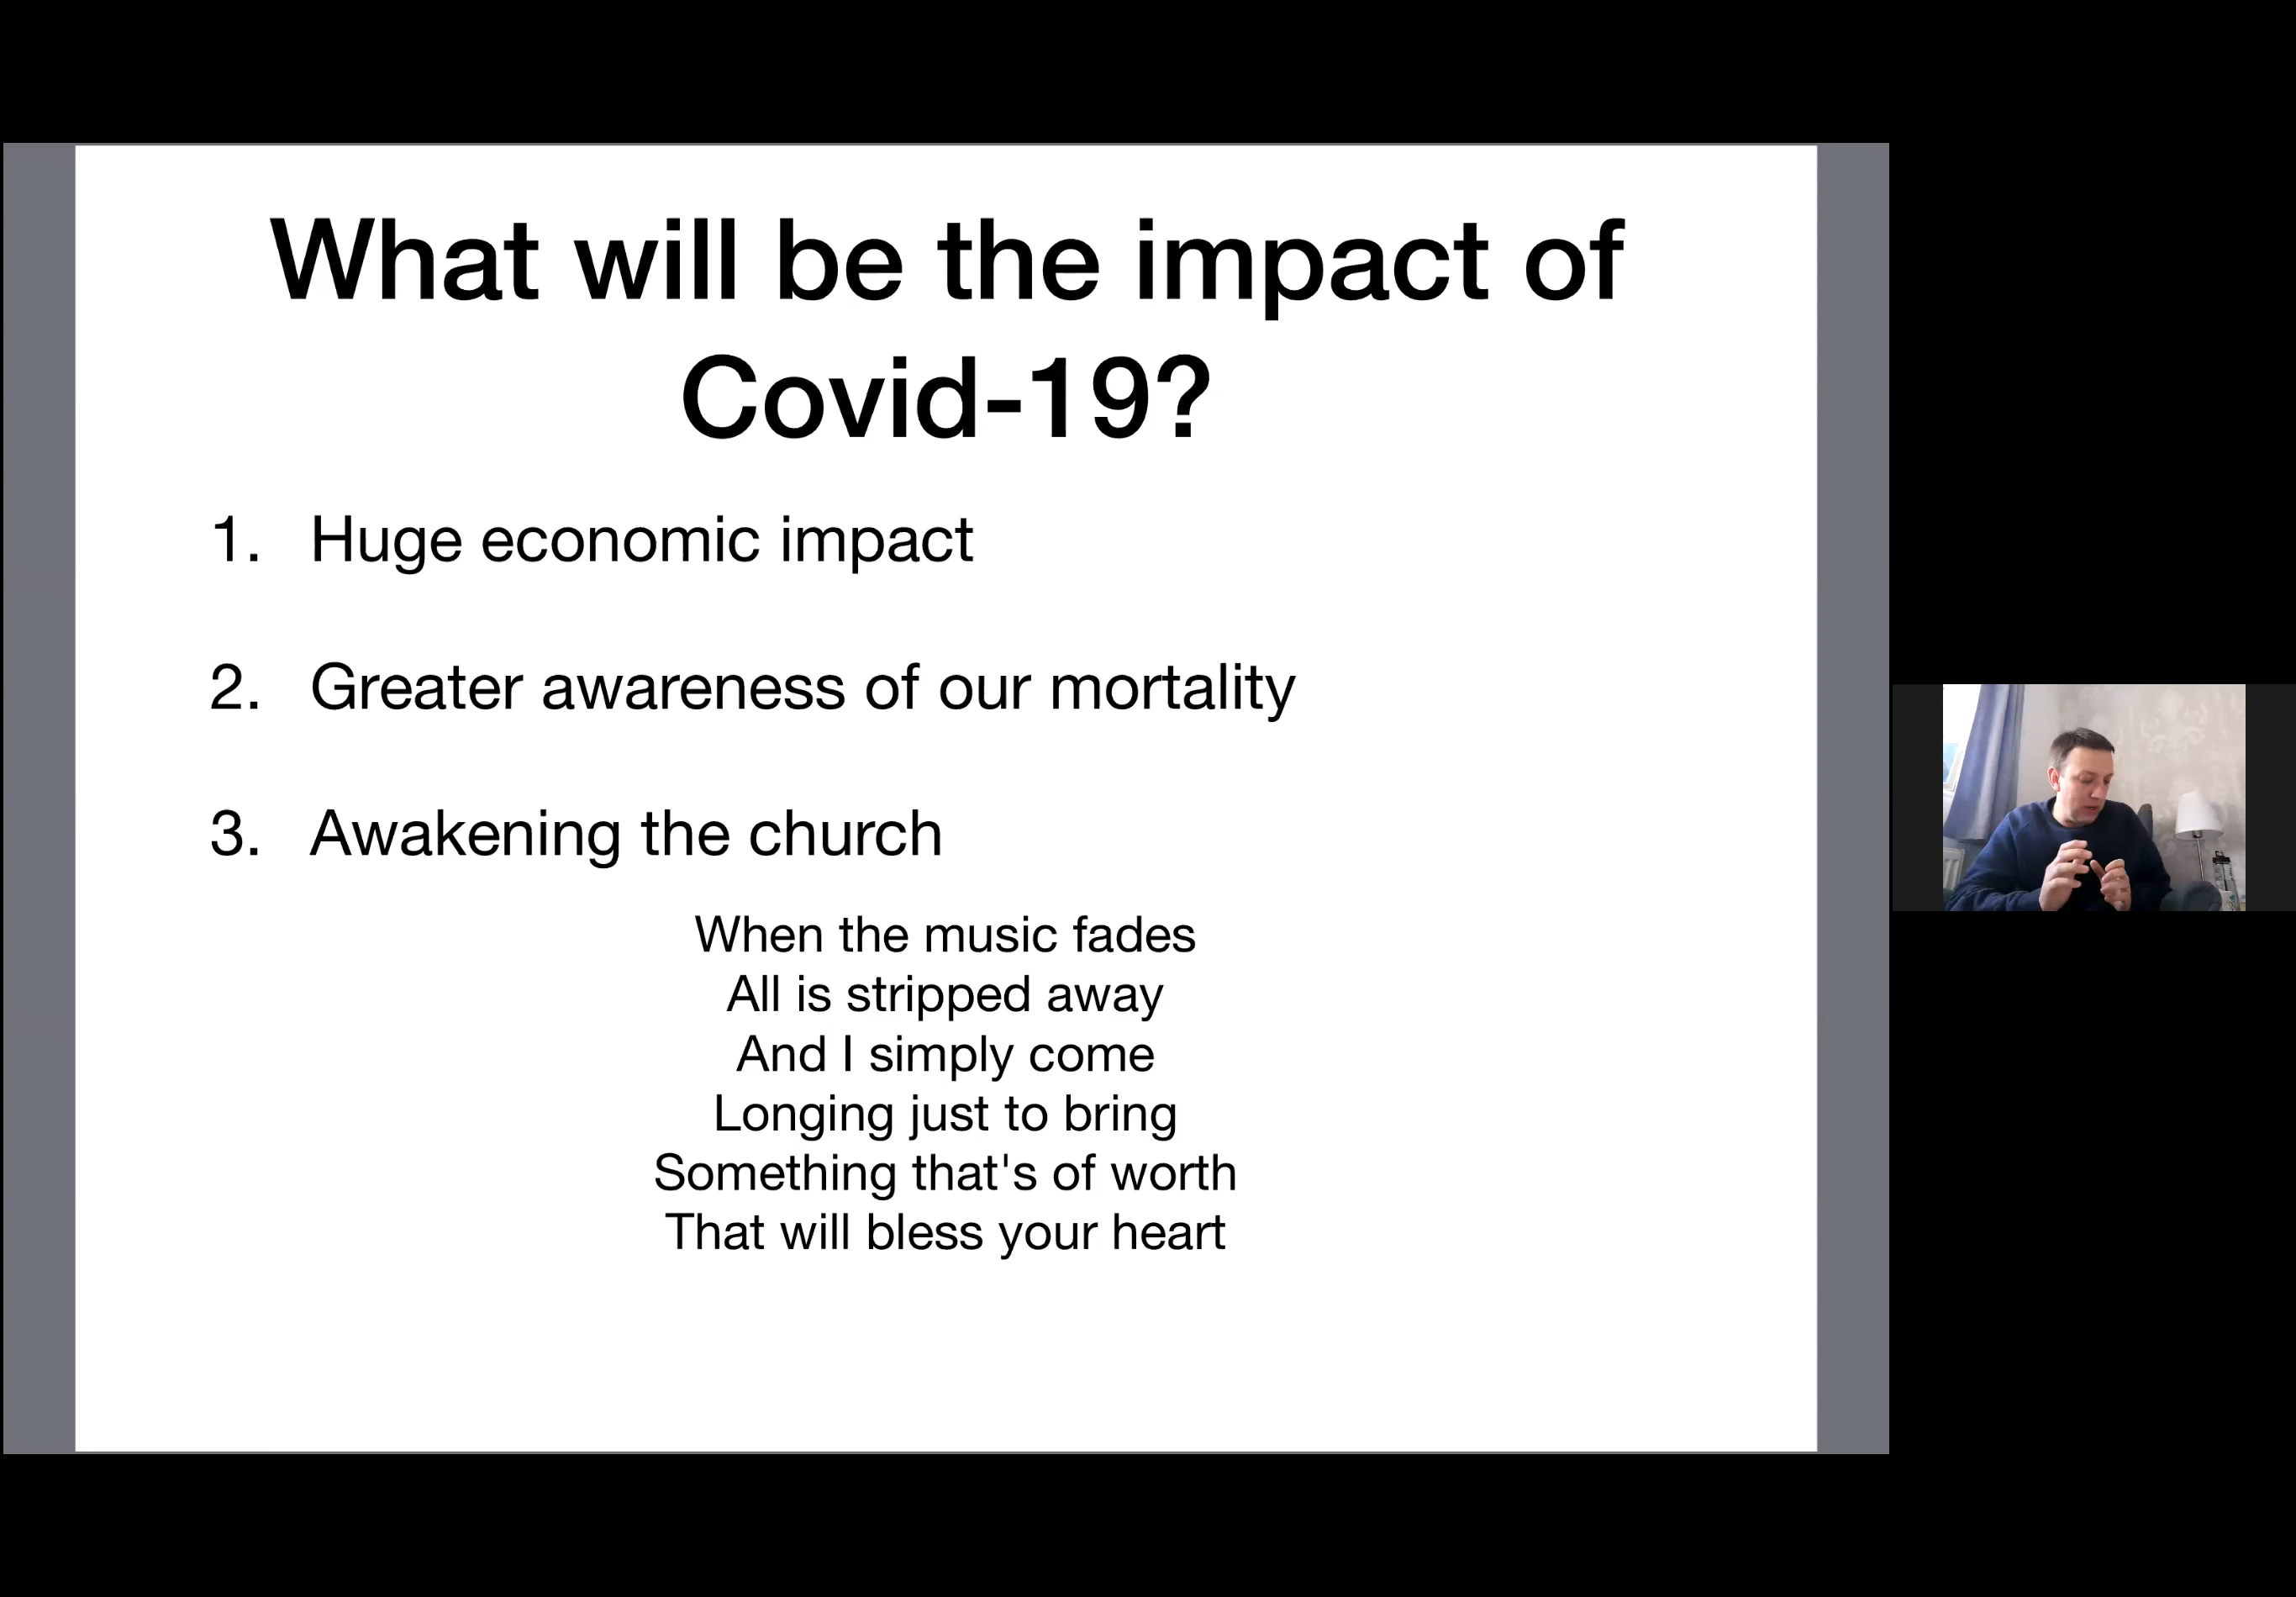 What will be the impact of
Covid-19?
1. Huge economic impact
2. Greater awareness of our mortality
3. Awakening the church
When the music fades
All is stripped away
And I simply come
Longing just to bring
Something that's of worth
That will bless your heart